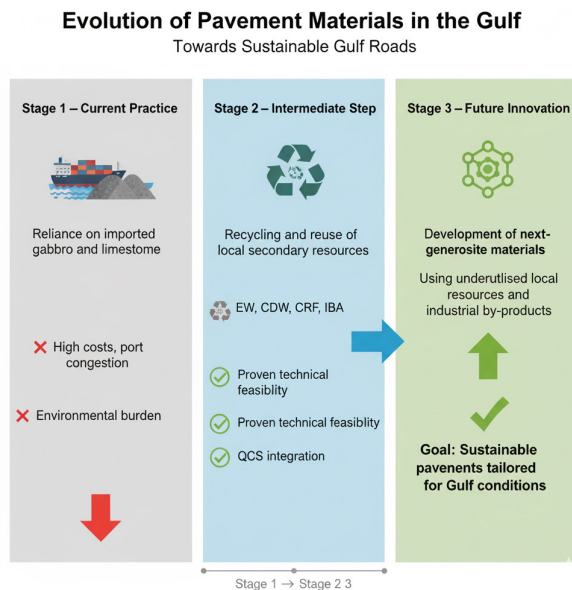 Evolution of Pavement Materials in the Gulf
Towards Sustainable Gulf Roads
Stage 1 – Current Practice
Reliance on imported
gabbro and limestome
High costs, port
congestion
Environmental burden
Stage 2 – Intermediate Step
Recycling and reuse of
local secondary resources
EW, CDW, CRF, IBA
Proven technical
feasiblity
Proven technical feasiblity
QCS integration
Stage 3 – Future Innovation
Development of next-
generosite materials
Using underutlised local
resources and
industrial by-products
Goal: Sustainable
pavenents tailored
for Gulf conditions
Stage 1 → Stage 2 3